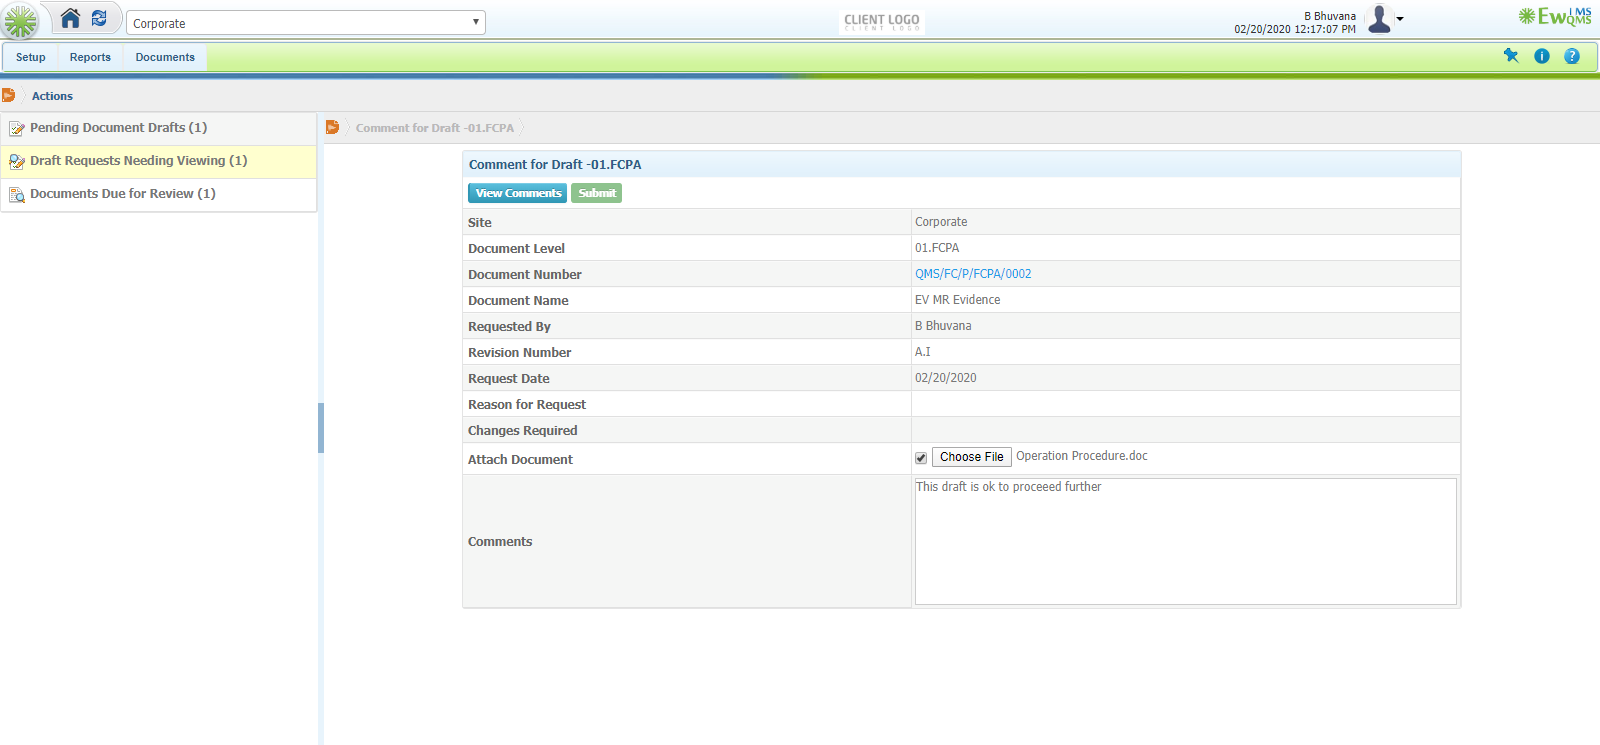 Corporate
CLIENT LOGO
CLIENT LOGO
B Bhuvana
02/20/2020 12:17:07 PM
EwQMS
IMS
Setup
Reports
Documents
Actions
Pending Document Drafts (1)
Draft Requests Needing Viewing (1)
Documents Due for Review (1)
Comment for Draft -01.FCPA
Comment for Draft -01.FCPA
View Comments Submit
Site Corporate
Document Level 01.FCPA
Document Number QMS/FC/P/FCPA/0002
Document Name EV MR Evidence
Requested By B Bhuvana
Revision Number A.I
Request Date 02/20/2020
Reason for Request
Changes Required
Attach Document Choose File Operation Procedure.doc
This draft is ok to proceeed further
Comments